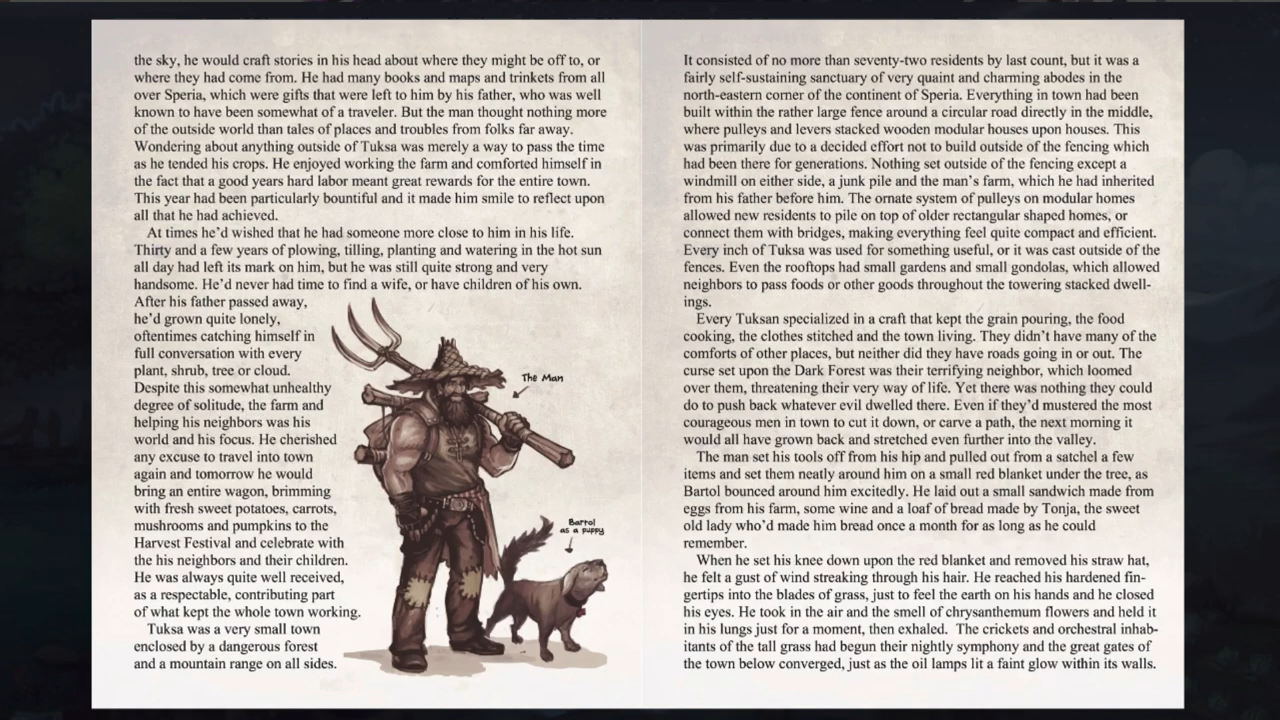 the sky, he would craft stories in his head about where they might be off to, or
where they had come from. He had many books and maps and trinkets from all
over Speria, which were gifts that were left to him by his father, who was well
known to have been somewhat of a traveler. But the man thought nothing more
of the outside world than tales of places and troubles from folks far away.
Wondering about anything outside of Tuksa was merely a way to pass the time
as he tended his crops. He enjoyed working the farm and comforted himself in
the fact that a good years hard labor meant great rewards for the entire town.
This year had been particularly bountiful and it made him smile to reflect upon
all that he had achieved.
At times he’d wished that he had someone more close to him in his life.
Thirty and a few years of plowing, tilling, planting and watering in the hot sun
all day had left its mark on him, but he was still quite strong and very
handsome. He’d never had time to find a wife, or have children of his own.
After his father passed away,
he’d grown quite lonely,
oftentimes catching himself in
full conversation with every
plant, shrub, tree or cloud.
Despite this somewhat unhealthy
degree of solitude, the farm and
helping his neighbors was his
world and his focus. He cherished
any excuse to travel into town
again and tomorrow he would
bring an entire wagon, brimming
with fresh sweet potatoes, carrots,
mushrooms and pumpkins to the
Harvest Festival and celebrate with
the his neighbors and their children.
He was always quite well received,
as a respectable, contributing part
of what kept the whole town working.
Tuksa was a very small town
enclosed by a dangerous forest
and a mountain range on all sides.
The Man
Bartol
as a puppy
It consisted of no more than seventy-two residents by last count, but it was a
fairly self-sustaining sanctuary of very quaint and charming abodes in the
north-eastern corner of the continent of Speria. Everything in town had been
built within the rather large fence around a circular road directly in the middle,
where pulleys and levers stacked wooden modular houses upon houses. This
was primarily due to a decided effort not to build outside of the fencing which
had been there for generations. Nothing set outside of the fencing except a
windmill on either side, a junk pile and the man’s farm, which he had inherited
from his father before him. The ornate system of pulleys on modular homes
allowed new residents to pile on top of older rectangular shaped homes, or
connect them with bridges, making everything feel quite compact and efficient.
Every inch of Tuksa was used for something useful, or it was cast outside of the
fences. Even the rooftops had small gardens and small gondolas, which allowed
neighbors to pass foods or other goods throughout the towering stacked dwell-
ings.
Every Tuksan specialized in a craft that kept the grain pouring, the food
cooking, the clothes stitched and the town living. They didn’t have many of the
comforts of other places, but neither did they have roads going in or out. The
curse set upon the Dark Forest was their terrifying neighbor, which loomed
over them, threatening their very way of life. Yet there was nothing they could
do to push back whatever evil dwelled there. Even if they’d mustered the most
courageous men in town to cut it down, or carve a path, the next morning it
would all have grown back and stretched even further into the valley.
The man set his tools off from his hip and pulled out from a satchel a few
items and set them neatly around him on a small red blanket under the tree, as
Bartol bounced around him excitedly. He laid out a small sandwich made from
eggs from his farm, some wine and a loaf of bread made by Tonja, the sweet
old lady who’d made him bread once a month for as long as he could
remember.
When he set his knee down upon the red blanket and removed his straw hat,
he felt a gust of wind streaking through his hair. He reached his hardened fin-
gertips into the blades of grass, just to feel the earth on his hands and he closed
his eyes. He took in the air and the smell of chrysanthemum flowers and held it
in his lungs just for a moment, then exhaled.  The crickets and orchestral inhab-
itants of the tall grass had begun their nightly symphony and the great gates of
the town below converged, just as the oil lamps lit a faint glow within its walls.